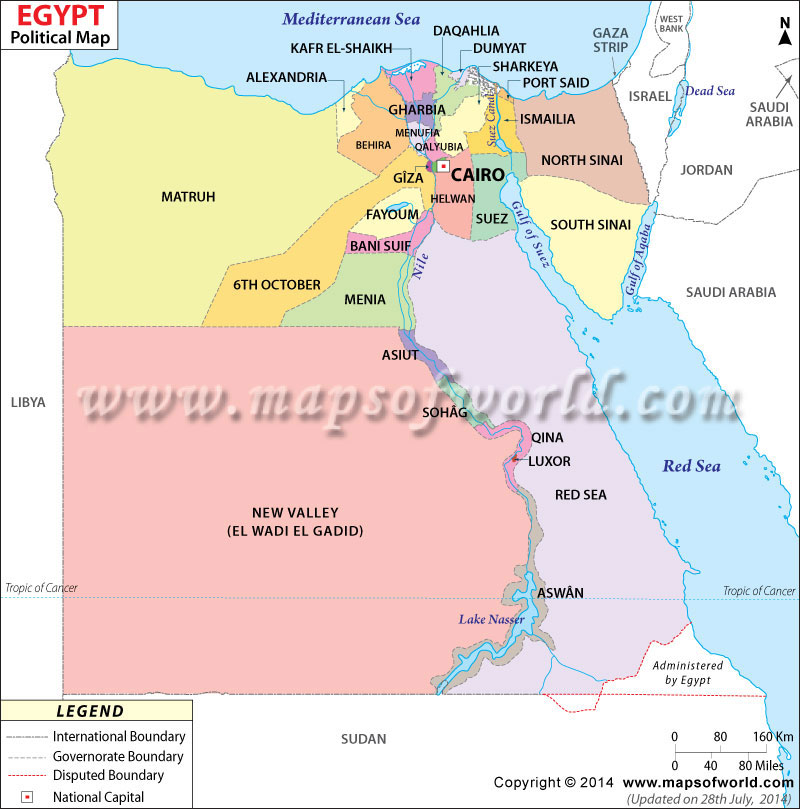 EGYPT
Political Map
Mediterranean Sea
KAFR EL-SHAIKH
DAQAHLIA
DUMYAT
SHARKEYA
PORT SAID
ALEXANDRIA
GAZA
STRIP
WEST
BANK
N
ISRAEL
Dead Sea
SAUDI
ARABIA
JORDAN
GHARBIA
MENUFIA
QALYUBIA
BEHIRA
Suez Canal
ISMAILIA
NORTH SINAI
MATRUH
GÎZA
CAIRO
HELWAN
FAYOUM
SUEZ
SOUTH SINAI
Gulf of Suez
Gulf of Aqaba
BANI SUIF
Nile
6TH OCTOBER
MENIA
SAUDI ARABIA
ASIUT
LIBYA
www.mapsofworld.com
SOHÂG
QINA
LUXOR
Red Sea
RED SEA
NEW VALLEY
(EL WADI EL GADID)
Tropic of Cancer
Tropic of Cancer
ASWÂN
Lake Nasser
Administered
by Egypt
SUDAN
LEGEND
International Boundary
Governorate Boundary
Disputed Boundary
National Capital
0 80 160 Km
0 40 80 Miles
Copyright © 2014 www.mapsofworld.com
(Updated on 28th July, 2014)